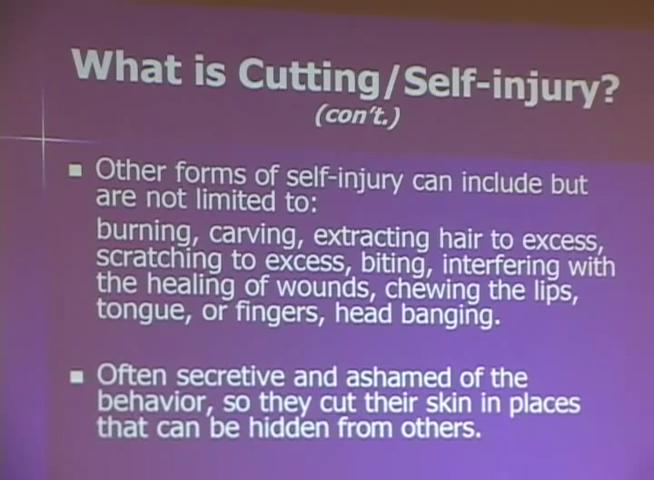 What is Cutting/Self-injury?
(con't.)
Other forms of self-injury can include but
are not limited to:
burning, carving, extracting hair to excess,
scratching to excess, biting, interfering with
the healing of wounds, chewing the lips,
tongue, or fingers, head banging.
Often secretive and ashamed of the
behavior, so they cut their skin in places
that can be hidden from others.